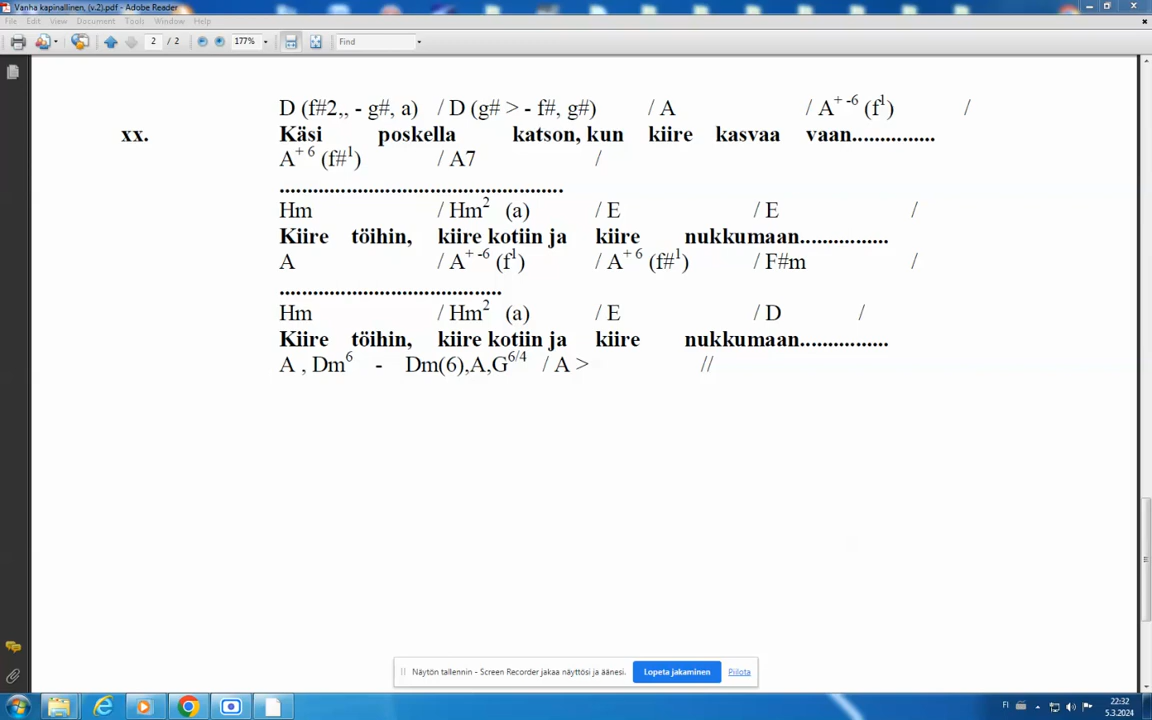 Vanha kapinallinen, (v.2).pdf - Adobe Reader
File Edit View Document Tools Window Help
2 / 2 177% Find
D (f#2,, - g#, a) / D (g# > - f#, g#) / A / A+ -6 (f1) /
xx. Käsi poskella katson, kun kiire kasvaa vaan...............
A+ 6 (f#1) / A7 /
..................................................
Hm / Hm2 (a) / E / E /
Kiire töihin, kiire kotiin ja kiire nukkumaan................
A / A+ -6 (f1) / A+ 6 (f#1) / F#m /
.......................................
Hm / Hm2 (a) / E / D /
Kiire töihin, kiire kotiin ja kiire nukkumaan................
A , Dm6 - Dm(6),A,G6/4 / A > //
Näytön tallennin - Screen Recorder jakaa näyttösi ja äänesi. Lopeta jakaminen Piilota
FI 22:32
5.3.2024